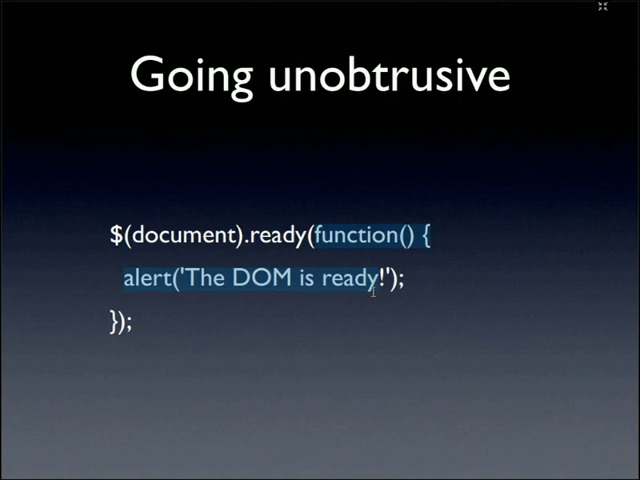 Going unobtrusive
$(document).ready(function() {
alert('The DOM is ready!');
});